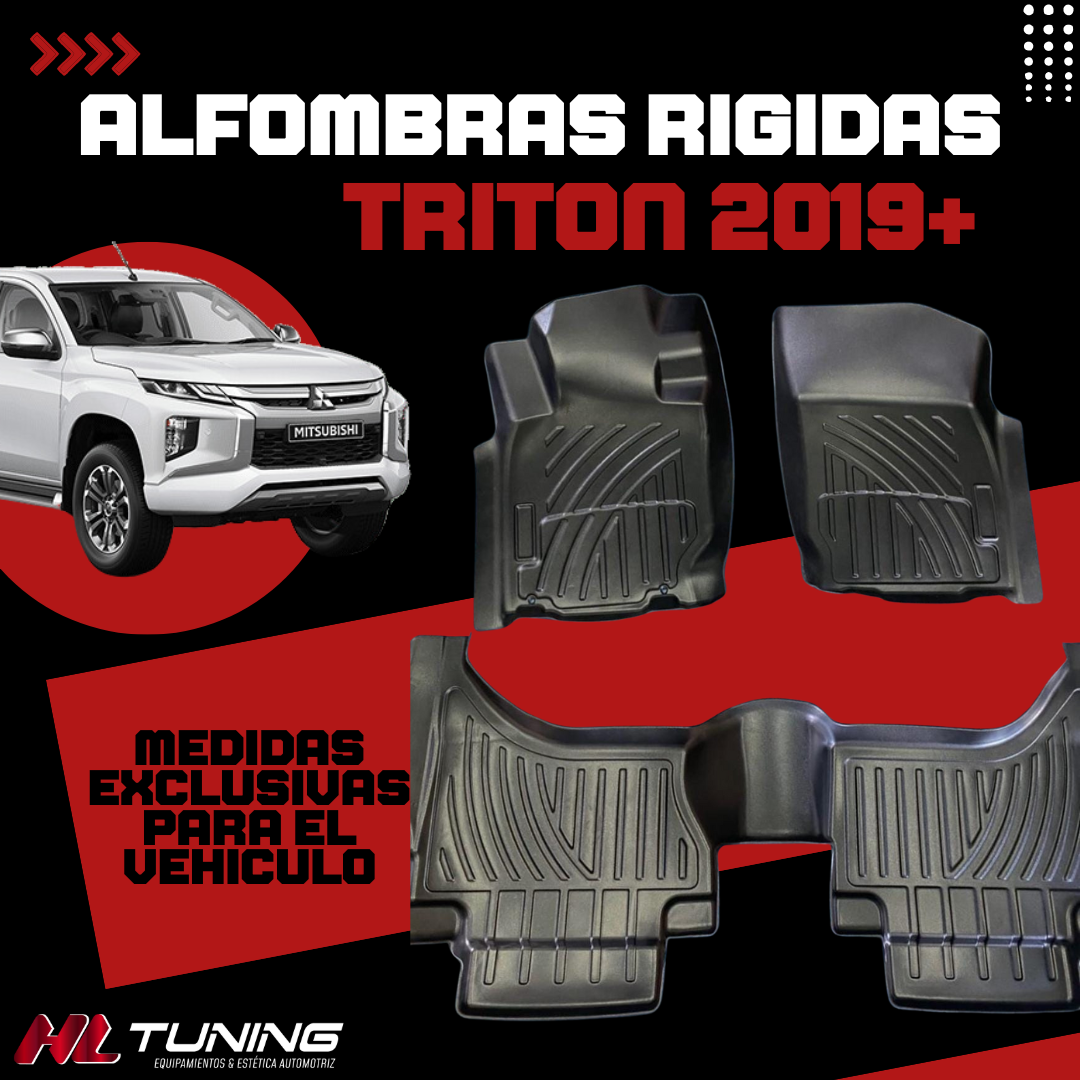 ALFOMBRAS RIGIDAS
TRITON 2019+
MITSUBISHI
MEDIDAS
EXCLUSIVAS
PARA EL
VEHICULO
HL TUNING
EQUIPAMIENTOS & ESTÉTICA AUTOMOTRIZ